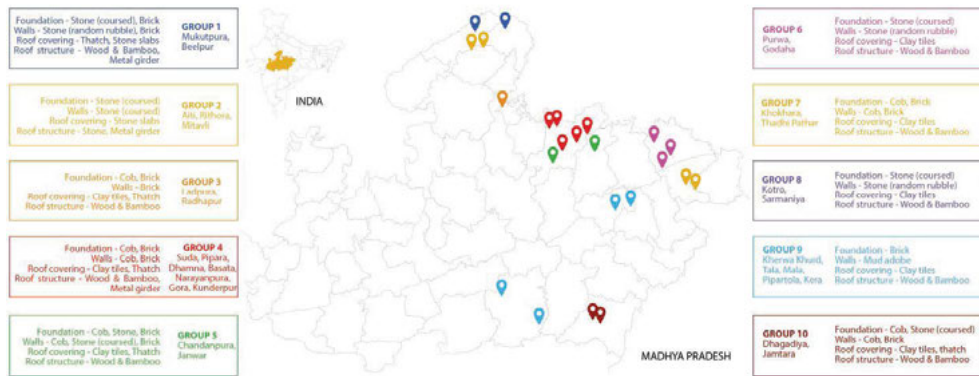 Foundation - Stone (coursed), Brick
Walls - Stone (random rubble), Brick
Roof covering - Thatch, Stone slabs
Roof structure - Wood & Bamboo,
Metal girder
GROUP 1
Mukutpura,
Beelpur
Foundation - Stone (coursed)
Walls - Stone (coursed)
Roof covering - Stone slabs
Roof structure - Stone, Metal girder
GROUP 2
Aiti, Rithora,
Mitavli
Foundation - Cob, Brick
Walls - Brick
Roof covering - Clay tiles, Thatch
Roof structure - Wood & Bamboo
GROUP 3
Ladpura,
Radhapur
Foundation - Cob, Brick
Walls - Cob, Brick
Roof covering - Clay tiles, Thatch
Roof structure - Wood & Bamboo,
Metal girder
GROUP 4
Suda, Pipara,
Dhamna, Basata,
Narayanpura,
Gora, Kunderpur
Foundation - Cob, Stone, Brick
Walls - Cob, Stone (coursed), Brick
Roof covering - Clay tiles, Thatch
Roof structure - Wood & Bamboo
GROUP 5
Chandanpura,
Janwar
INDIA
MADHYA PRADESH
GROUP 6
Purwa,
Godaha
Foundation - Stone (coursed)
Walls - Stone (random rubble)
Roof covering - Clay tiles
Roof structure - Wood & Bamboo
GROUP 7
Khokhara,
Thadhi Pathar
Foundation - Cob, Brick
Walls - Cob, Brick
Roof covering - Clay tiles
Roof structure - Wood & Bamboo
GROUP 8
Kotro,
Sarmaniya
Foundation - Stone (coursed)
Walls - Stone (random rubble)
Roof covering - Clay tiles
Roof structure - Wood & Bamboo
GROUP 9
Kherwa Khurd,
Tala, Mala,
Pipartola, Kera
Foundation - Brick
Walls - Mud adobe
Roof covering - Clay tiles
Roof structure - Wood & Bamboo
GROUP 10
Dhagadiya,
Jamtara
Foundation - Cob, Stone (coursed)
Walls - Cob, Brick
Roof covering - Clay tiles, thatch
Roof structure - Wood & Bamboo